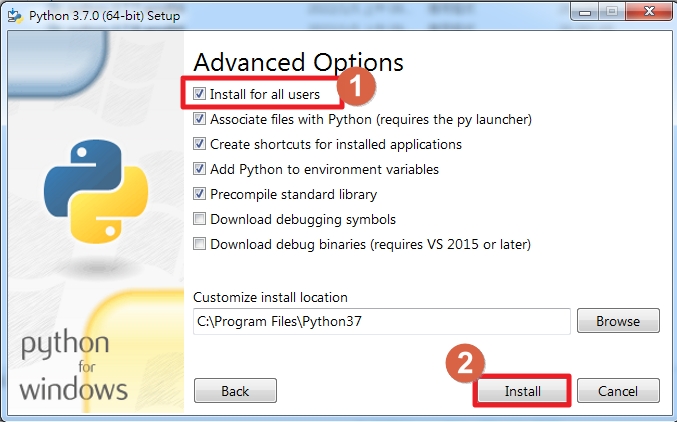 Python 3.7.0 (64-bit) Setup
Advanced Options
1
Install for all users
Associate files with Python (requires the py launcher)
Create shortcuts for installed applications
Add Python to environment variables
Precompile standard library
Download debugging symbols
Download debug binaries (requires VS 2015 or later)
Customize install location
C:\Program Files\Python37
Browse
python
for
windows
2
Back
Install
Cancel